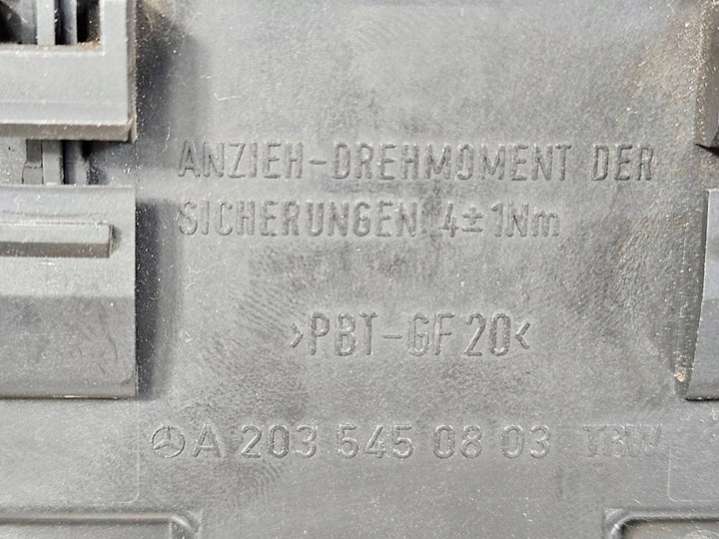 ANZIEH-DREHMOMENT DER
SICHERUNGEN 4±1Nm
>PBT-GF20<
A 203 545 08 03 TRW